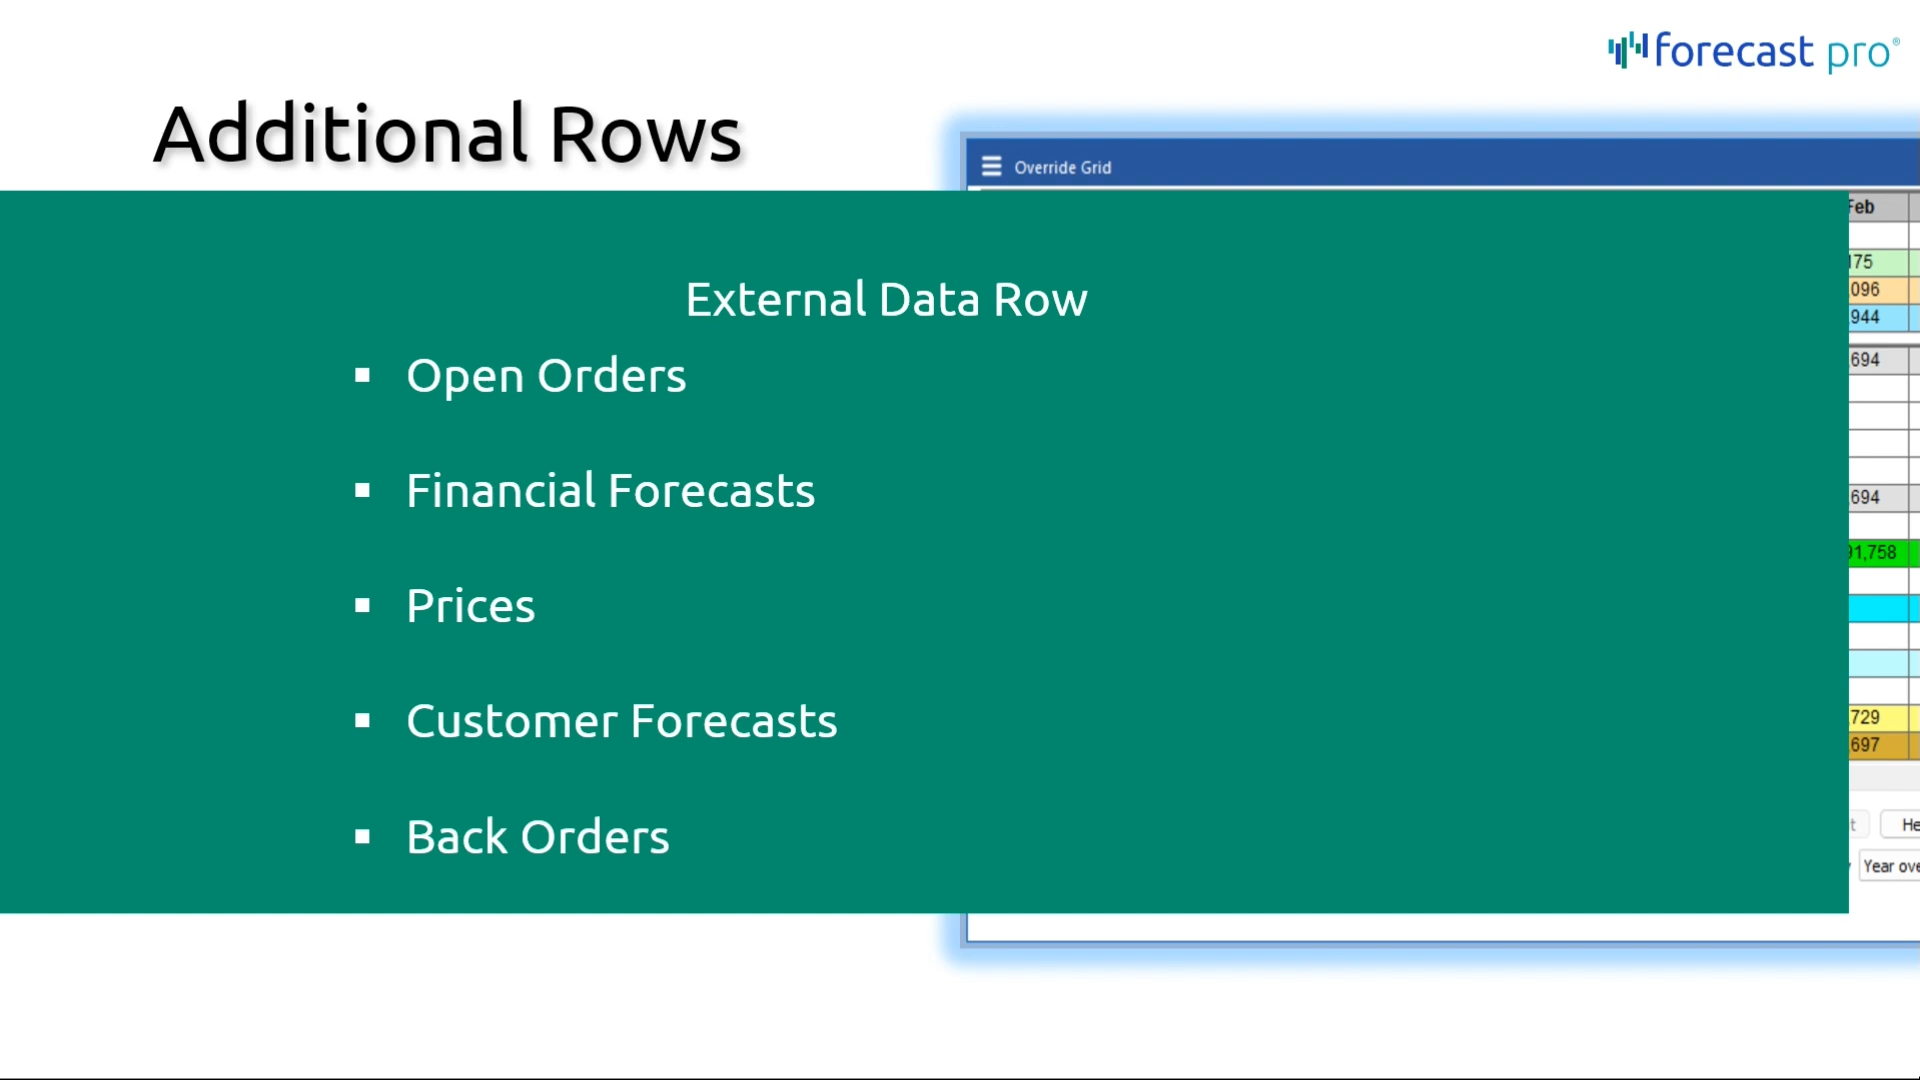 forecast pro®
Additional Rows
Override Grid
Feb
External Data Row
▪ Open Orders
▪ Financial Forecasts
▪ Prices
▪ Customer Forecasts
▪ Back Orders
175
096
944
694
694
91,758
729
697
He
Year ove